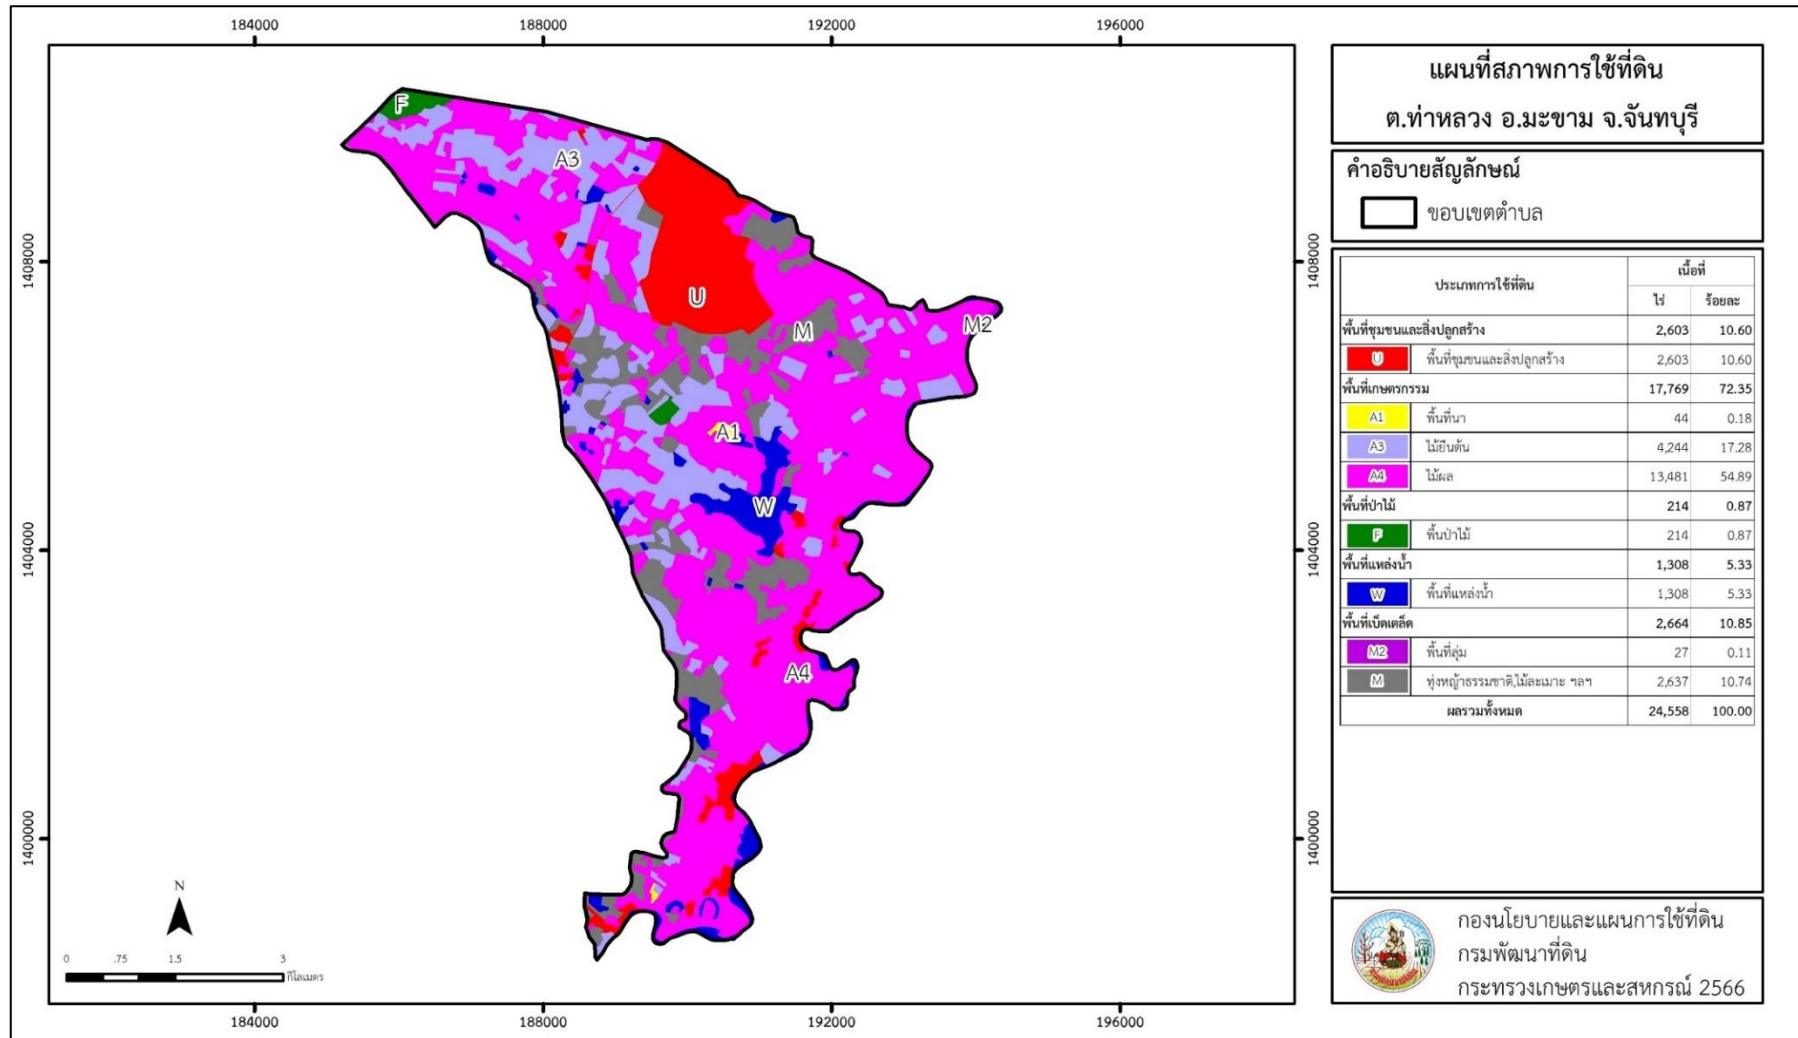 184000 188000 192000 196000
แผนที่สภาพการใช้ที่ดิน
ต.ท่าหลวง อ.มะขาม จ.จันทบุรี
คำอธิบายสัญลักษณ์
ขอบเขตตำบล
ประเภทการใช้ที่ดิน เนื้อที่
ไร่ ร้อยละ
พื้นที่ชุมชนและสิ่งปลูกสร้าง 2,603 10.60
U พื้นที่ชุมชนและสิ่งปลูกสร้าง 2,603 10.60
พื้นที่เกษตรกรรม 17,769 72.35
A1 พื้นที่นา 44 0.18
A3 ไม้ยืนต้น 4,244 17.28
A4 ไม้ผล 13,481 54.89
พื้นที่ป่าไม้ 214 0.87
F พื้นป่าไม้ 214 0.87
พื้นที่แหล่งน้ำ 1,308 5.33
W พื้นที่แหล่งน้ำ 1,308 5.33
พื้นที่เบ็ดเตล็ด 2,664 10.85
M2 พื้นที่ลุ่ม 27 0.11
M ทุ่งหญ้าธรรมชาติ,ไม้ละเมาะ ฯลฯ 2,637 10.74
ผลรวมทั้งหมด 24,558 100.00
กองนโยบายและแผนการใช้ที่ดิน
กรมพัฒนาที่ดิน
กระทรวงเกษตรและสหกรณ์ 2566
F
A3
U
M2
M
A1
W
A4
1408000
1404000
1400000
1408000
1404000
1400000
N
0 .75 1.5 3
กิโลเมตร
184000 188000 192000 196000